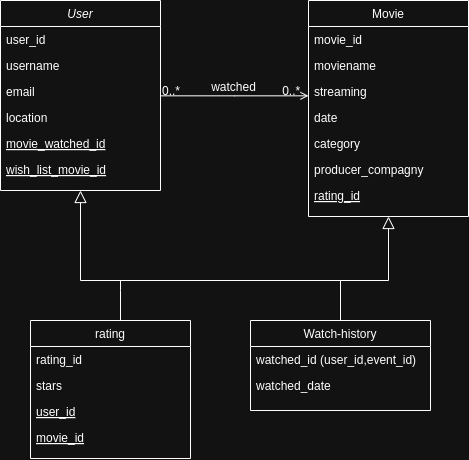 User
user_id
username
email
location
movie_watched_id
wish_list_movie_id
0..*
watched
0..*
Movie
movie_id
moviename
streaming
date
category
producer_compagny
rating_id
rating
rating_id
stars
user_id
movie_id
Watch-history
watched_id (user_id,event_id)
watched_date